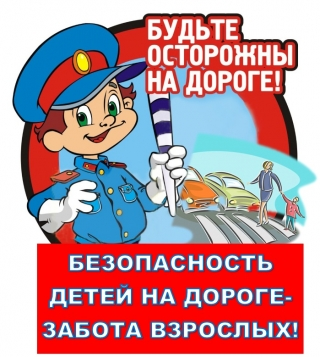 БУДЬТЕ
ОСТОРОЖНЫ
НА ДОРОГЕ!
БЕЗОПАСНОСТЬ
ДЕТЕЙ НА ДОРОГЕ-
ЗАБОТА ВЗРОСЛЫХ!